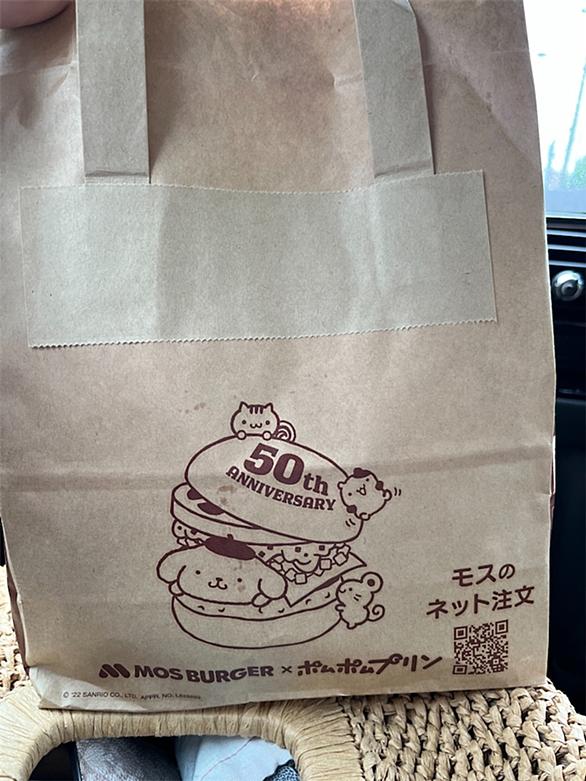 50th
ANNIVERSARY
モスの
ネット注文
MOS BURGER × ポムポムプリン
© '22 SANRIO CO., LTD. APPR. NO.